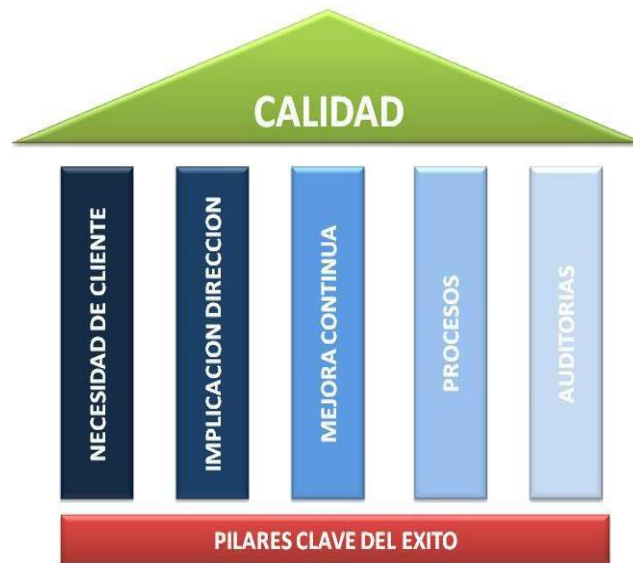 CALIDAD
NECESIDAD DE CLIENTE
IMPLICACION DIRECCION
MEJORA CONTINUA
PROCESOS
AUDITORIAS
PILARES CLAVE DEL EXITO